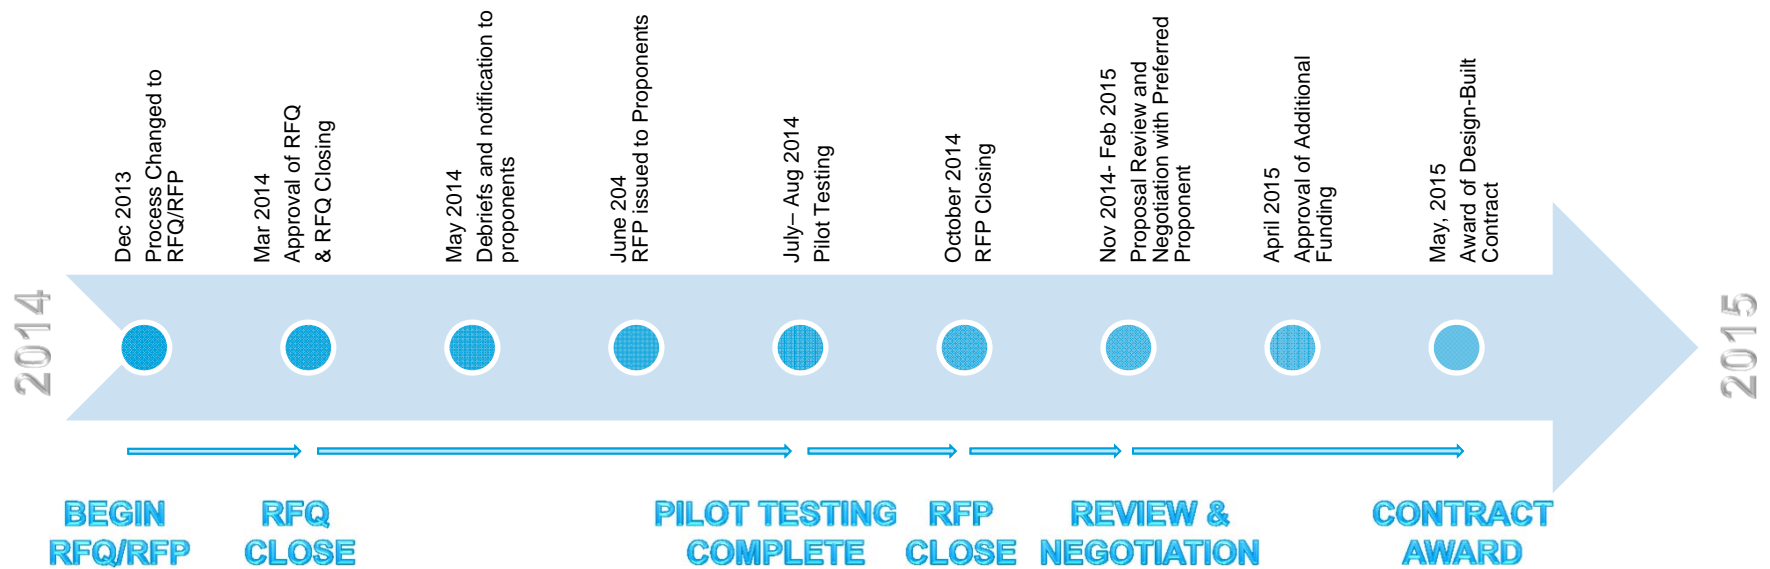 2014
Dec 2013
Process Changed to
RFQ/RFP
Mar 2014
Approval of RFQ
& RFQ Closing
May 2014
Debriefs and notification to
proponents
June 204
RFP issued to Proponents
July– Aug 2014
Pilot Testing
October 2014
RFP Closing
Nov 2014- Feb 2015
Proposal Review and
Negotiation with Preferred
Proponent
April 2015
Approval of Additional
Funding
May, 2015
Award of Design-Built
Contract
2015
BEGIN
RFQ/RFP
RFQ
CLOSE
PILOT TESTING
COMPLETE
RFP
CLOSE
REVIEW &
NEGOTIATION
CONTRACT
AWARD